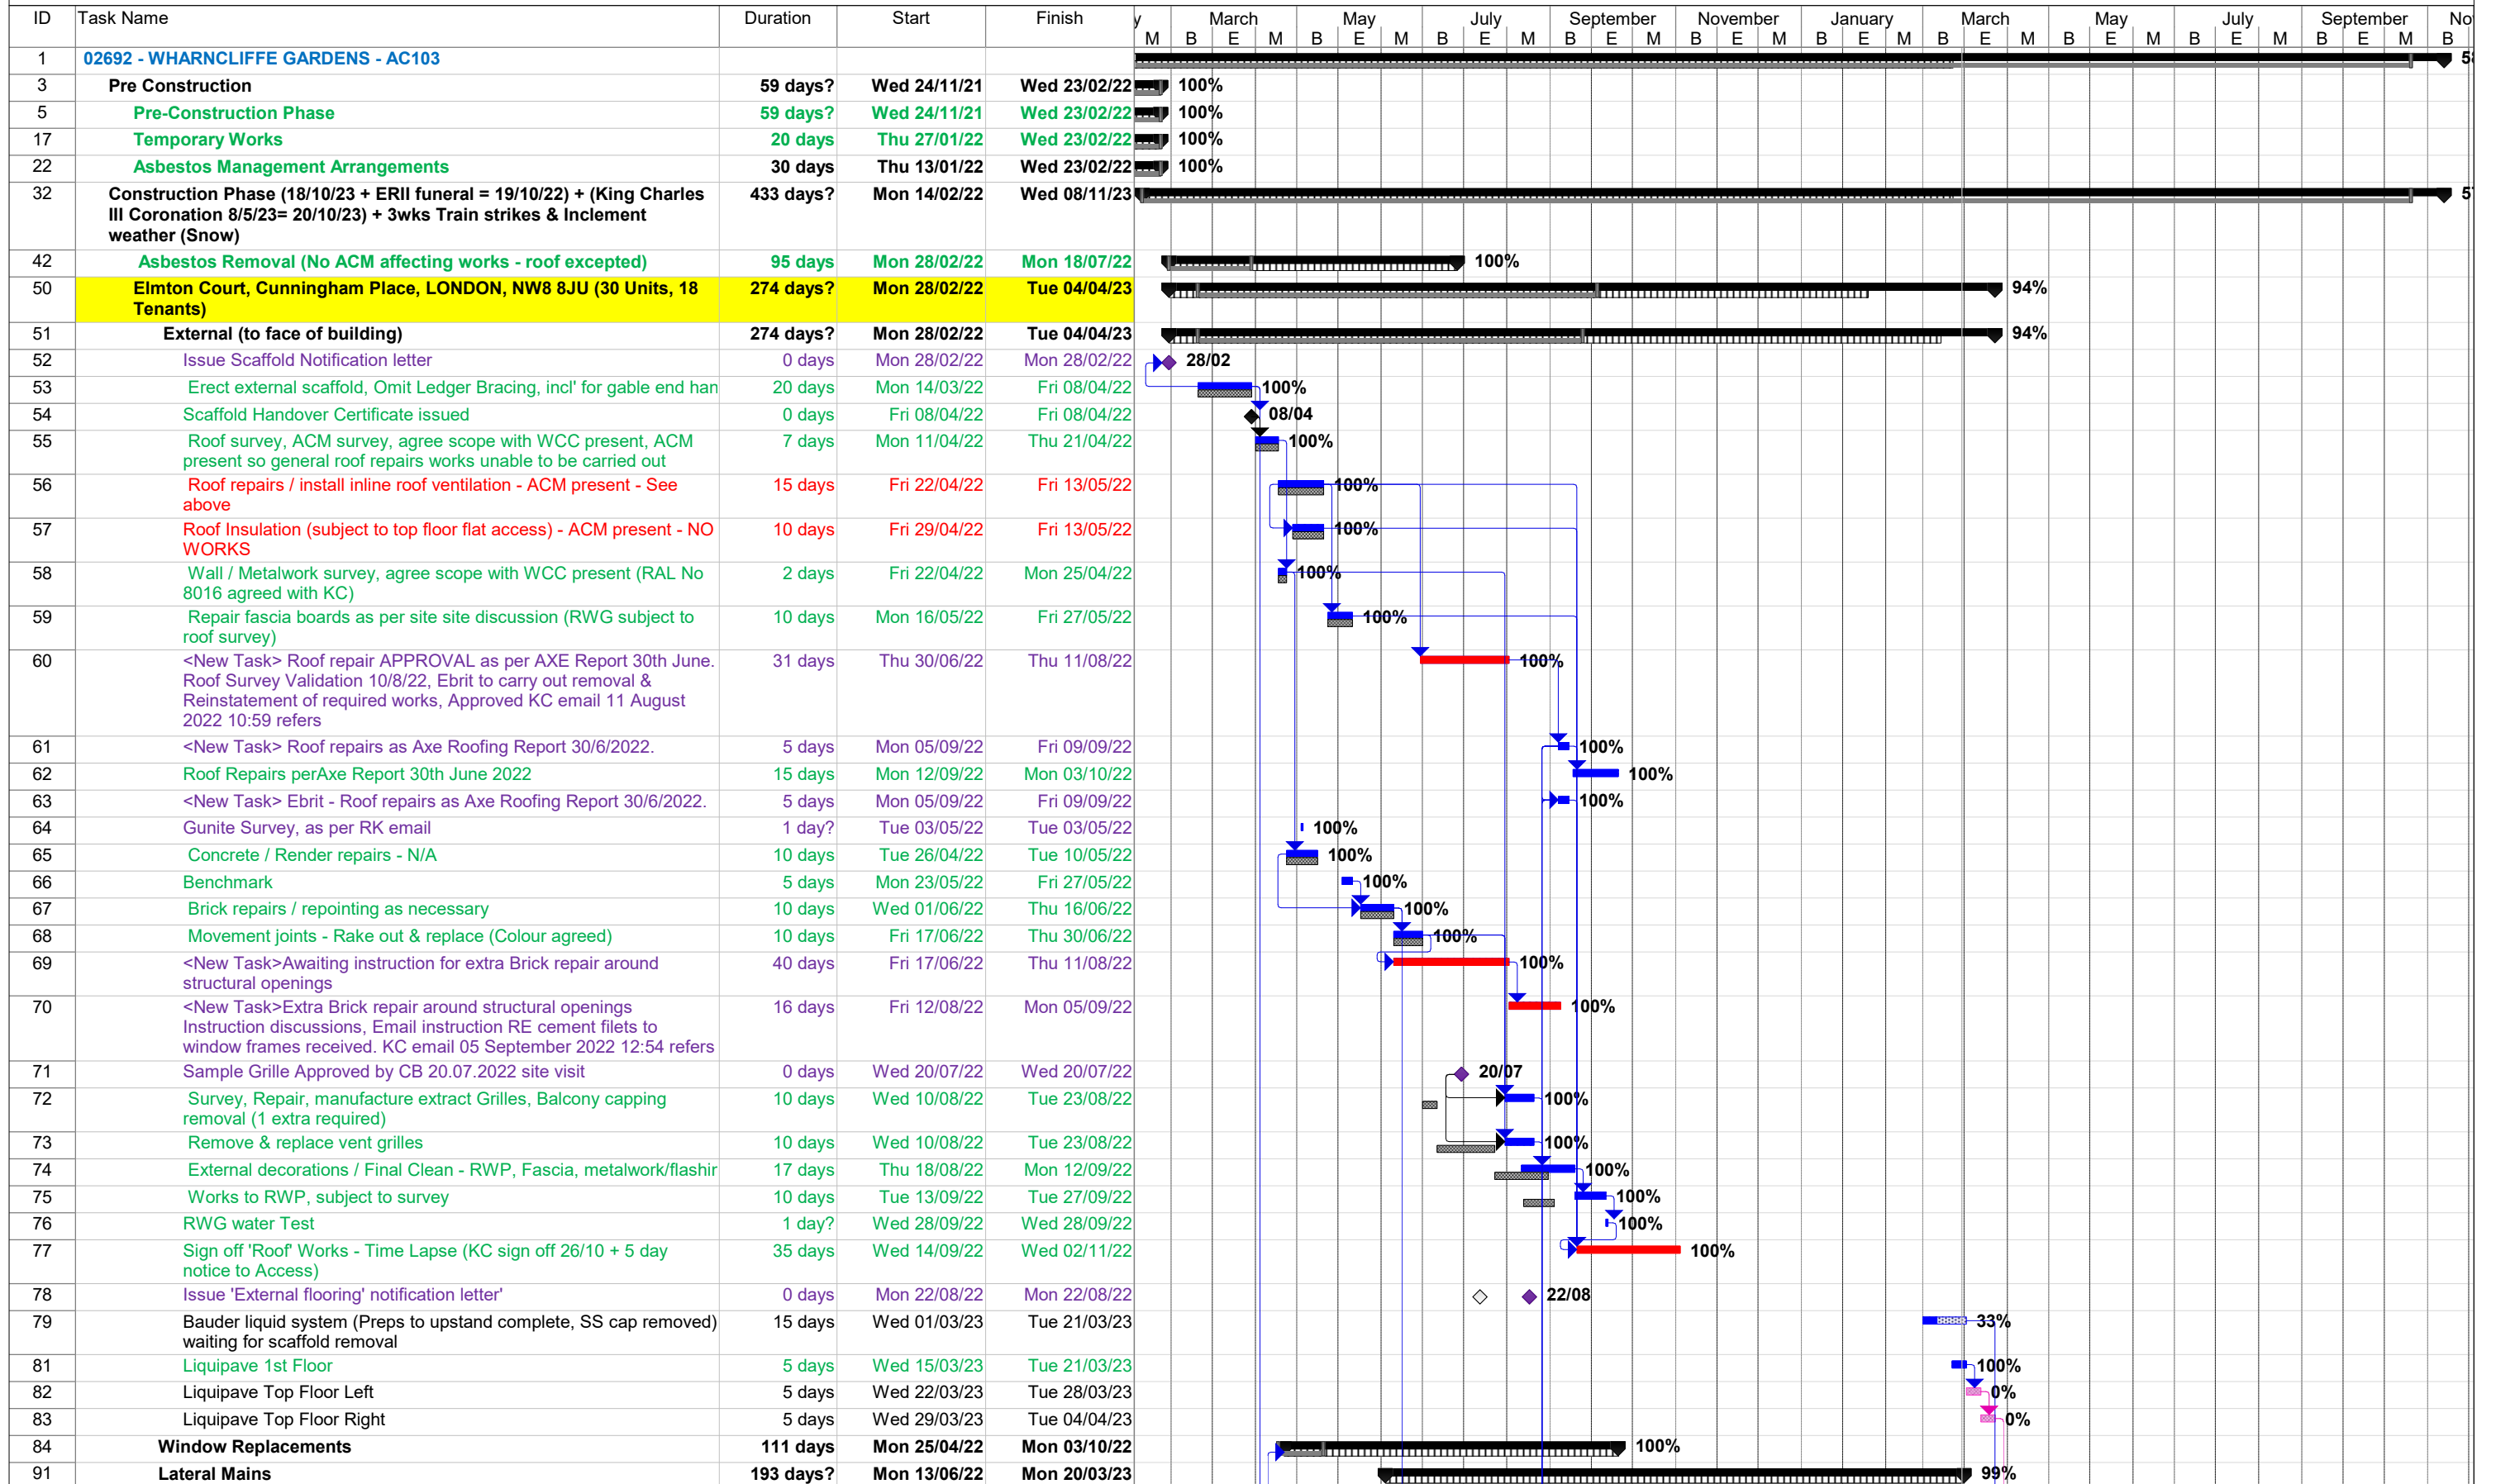 ID Task Name Duration Start Finish March May July September November January March May July September
M B E M B E M B E M B E M B E M B E M B E M B E M B E M B E M B
1 02692 - WHARNCLIFFE GARDENS - AC103
3 Pre Construction 59 days? Wed 24/11/21 Wed 23/02/22 100%
5 Pre-Construction Phase 59 days? Wed 24/11/21 Wed 23/02/22 100%
17 Temporary Works 20 days Thu 27/01/22 Wed 23/02/22 100%
22 Asbestos Management Arrangements 30 days Thu 13/01/22 Wed 23/02/22 100%
32 Construction Phase (18/10/23 + ERII funeral = 19/10/22) + (King Charles 433 days? Mon 14/02/22 Wed 08/11/23
III Coronation 8/5/23= 20/10/23) + 3wks Train strikes & Inclement
weather (Snow)
42 Asbestos Removal (No ACM affecting works - roof excepted) 95 days Mon 28/02/22 Mon 18/07/22 100%
50 Elmton Court, Cunningham Place, LONDON, NW8 8JU (30 Units, 18 274 days? Mon 28/02/22 Tue 04/04/23 94%
Tenants)
51 External (to face of building) 274 days? Mon 28/02/22 Tue 04/04/23 94%
52 Issue Scaffold Notification letter 0 days Mon 28/02/22 Mon 28/02/22 28/02
53 Erect external scaffold, Omit Ledger Bracing, incl' for gable end han 20 days Mon 14/03/22 Fri 08/04/22 100%
54 Scaffold Handover Certificate issued 0 days Fri 08/04/22 Fri 08/04/22 08/04
55 Roof survey, ACM survey, agree scope with WCC present, ACM 7 days Mon 11/04/22 Thu 21/04/22 100%
present so general roof repairs works unable to be carried out
56 Roof repairs / install inline roof ventilation - ACM present - See 15 days Fri 22/04/22 Fri 13/05/22 100%
above
57 Roof Insulation (subject to top floor flat access) - ACM present - NO 10 days Fri 29/04/22 Fri 13/05/22 100%
WORKS
58 Wall / Metalwork survey, agree scope with WCC present (RAL No 2 days Fri 22/04/22 Mon 25/04/22 100%
8016 agreed with KC)
59 Repair fascia boards as per site site discussion (RWG subject to 10 days Mon 16/05/22 Fri 27/05/22 100%
roof survey)
60 <New Task> Roof repair APPROVAL as per AXE Report 30th June. 31 days Thu 30/06/22 Thu 11/08/22 100%
Roof Survey Validation 10/8/22, Ebrit to carry out removal &
Reinstatement of required works, Approved KC email 11 August
2022 10:59 refers
61 <New Task> Roof repairs as Axe Roofing Report 30/6/2022. 5 days Mon 05/09/22 Fri 09/09/22 100%
62 Roof Repairs perAxe Report 30th June 2022 15 days Mon 12/09/22 Mon 03/10/22 100%
63 <New Task> Ebrit - Roof repairs as Axe Roofing Report 30/6/2022. 5 days Mon 05/09/22 Fri 09/09/22 100%
64 Gunite Survey, as per RK email 1 day? Tue 03/05/22 Tue 03/05/22 100%
65 Concrete / Render repairs - N/A 10 days Tue 26/04/22 Tue 10/05/22 100%
66 Benchmark 5 days Mon 23/05/22 Fri 27/05/22 100%
67 Brick repairs / repointing as necessary 10 days Wed 01/06/22 Thu 16/06/22 100%
68 Movement joints - Rake out & replace (Colour agreed) 10 days Fri 17/06/22 Thu 30/06/22 100%
69 <New Task>Awaiting instruction for extra Brick repair around 40 days Fri 17/06/22 Thu 11/08/22 100%
structural openings
70 <New Task>Extra Brick repair around structural openings 16 days Fri 12/08/22 Mon 05/09/22 100%
Instruction discussions, Email instruction RE cement filets to
window frames received. KC email 05 September 2022 12:54 refers
71 Sample Grille Approved by CB 20.07.2022 site visit 0 days Wed 20/07/22 Wed 20/07/22 20/07
72 Survey, Repair, manufacture extract Grilles, Balcony capping 10 days Wed 10/08/22 Tue 23/08/22 100%
removal (1 extra required)
73 Remove & replace vent grilles 10 days Wed 10/08/22 Tue 23/08/22 100%
74 External decorations / Final Clean - RWP, Fascia, metalwork/flashir 17 days Thu 18/08/22 Mon 12/09/22 100%
75 Works to RWP, subject to survey 10 days Tue 13/09/22 Tue 27/09/22 100%
76 RWG water Test 1 day? Wed 28/09/22 Wed 28/09/22 100%
77 Sign off 'Roof' Works - Time Lapse (KC sign off 26/10 + 5 day 35 days Wed 14/09/22 Wed 02/11/22 100%
notice to Access)
78 Issue 'External flooring' notification letter' 0 days Mon 22/08/22 Mon 22/08/22 22/08
79 Bauder liquid system (Preps to upstand complete, SS cap removed) 15 days Wed 01/03/23 Tue 21/03/23 33%
waiting for scaffold removal
81 Liquipave 1st Floor 5 days Wed 15/03/23 Tue 21/03/23 100%
82 Liquipave Top Floor Left 5 days Wed 22/03/23 Tue 28/03/23 0%
83 Liquipave Top Floor Right 5 days Wed 29/03/23 Tue 04/04/23 0%
84 Window Replacements 111 days Mon 25/04/22 Mon 03/10/22 100%
91 Lateral Mains 193 days? Mon 13/06/22 Mon 20/03/23 99%